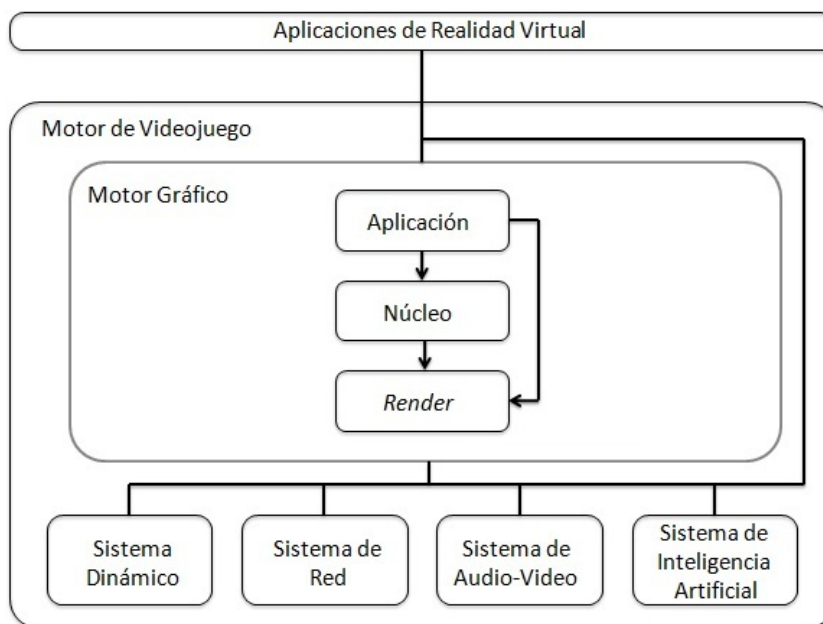 Aplicaciones de Realidad Virtual
Motor de Videojuego
Motor Gráfico
Aplicación
Núcleo
Render
Sistema
Dinámico
Sistema de
Red
Sistema de
Audio-Video
Sistema de
Inteligencia
Artificial